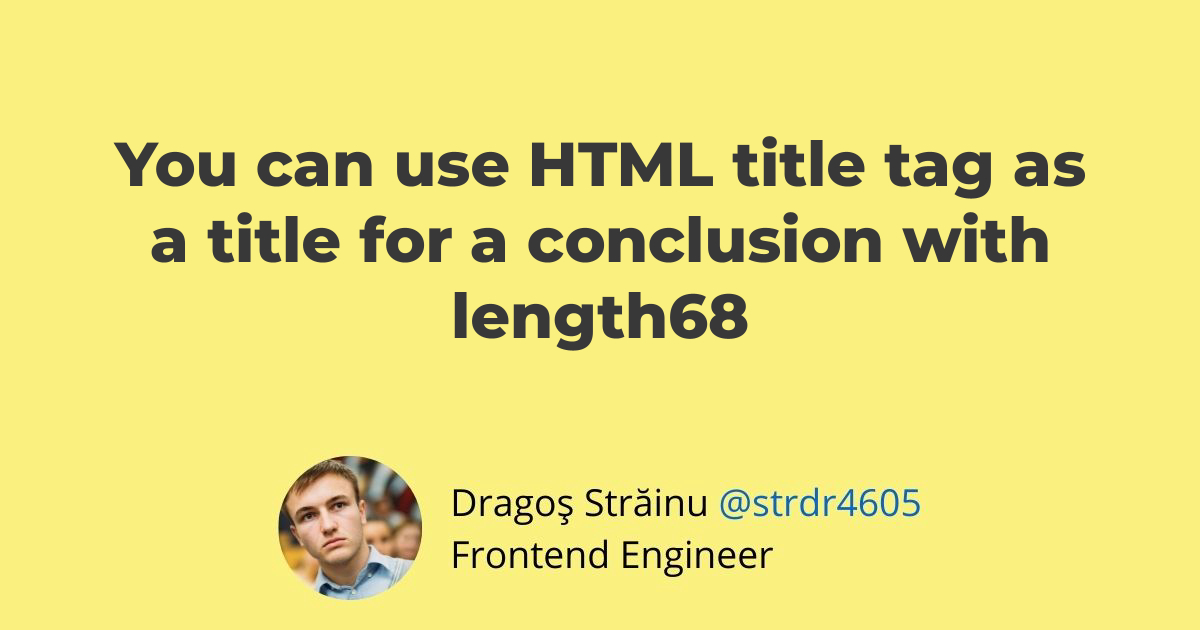 You can use HTML title tag as
a title for a conclusion with
length68
Dragoş Străinu @strdr4605
Frontend Engineer